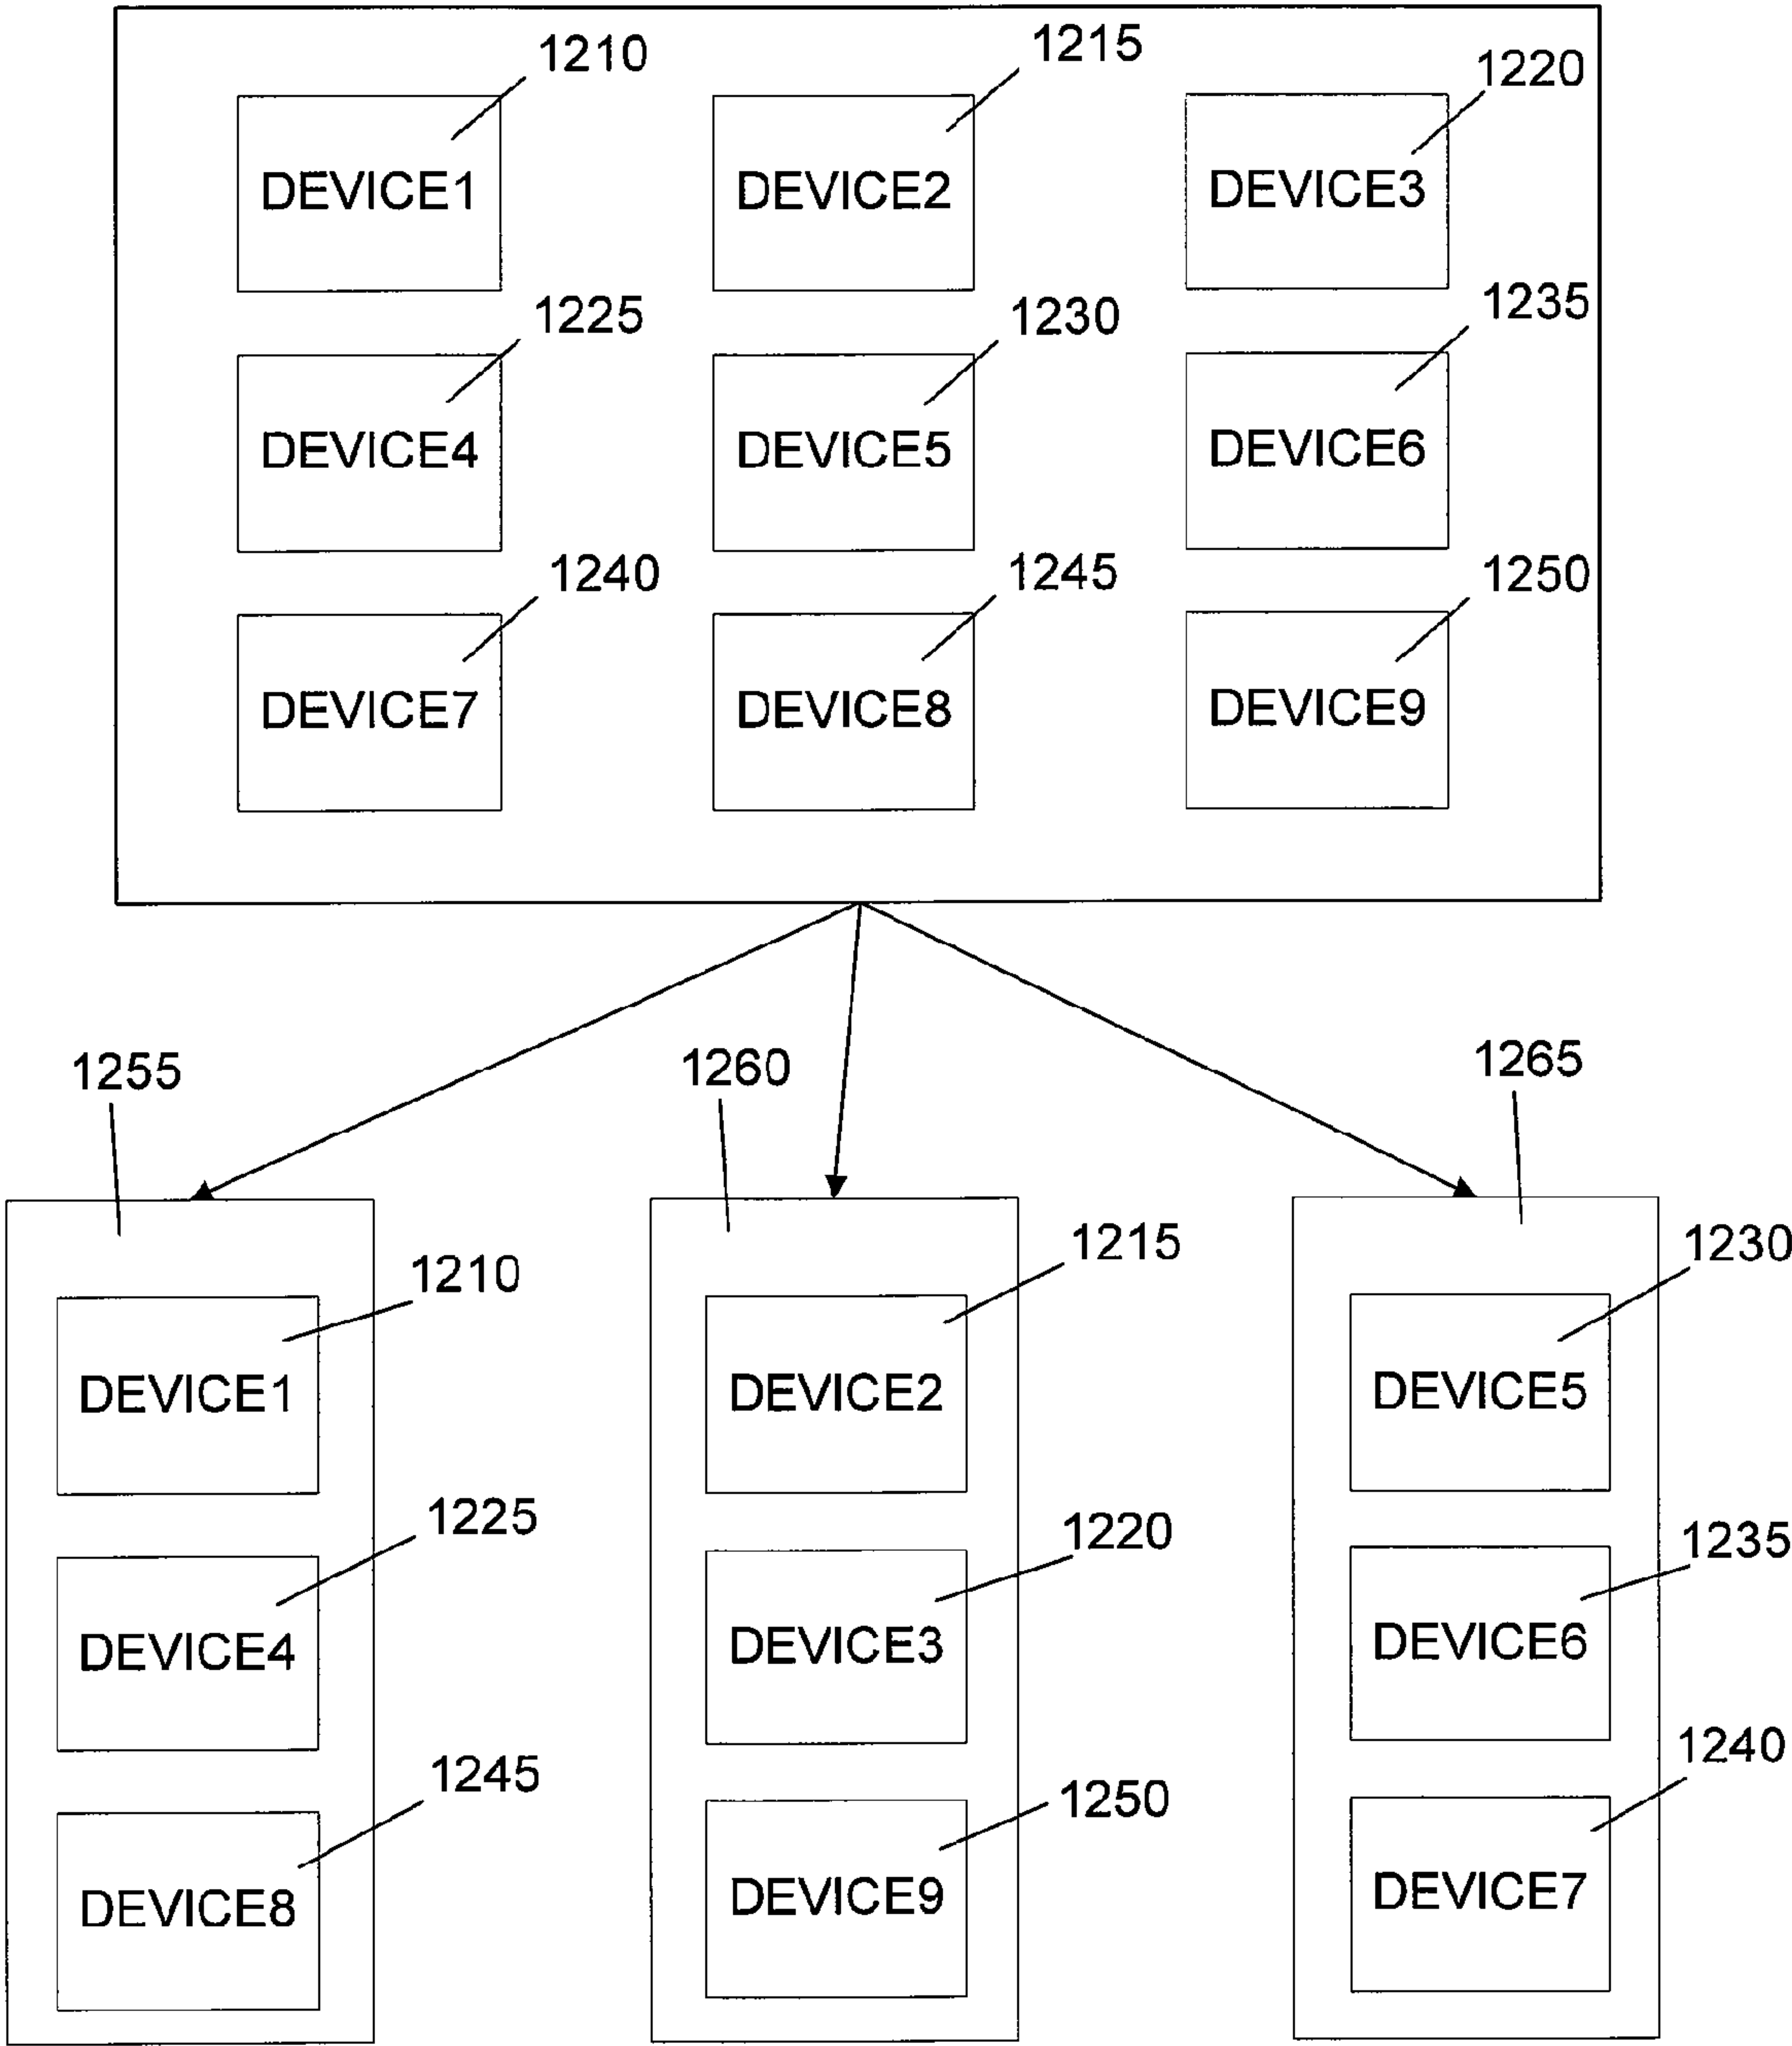 1210 1215 1220
DEVICE1 DEVICE2 DEVICE3
1225 1230 1235
DEVICE4 DEVICE5 DEVICE6
1240 1245 1250
DEVICE7 DEVICE8 DEVICE9
1255 1260 1265
1210 1215 1230
DEVICE1 DEVICE2 DEVICE5
1225 1220 1235
DEVICE4 DEVICE3 DEVICE6
1245 1250 1240
DEVICE8 DEVICE9 DEVICE7